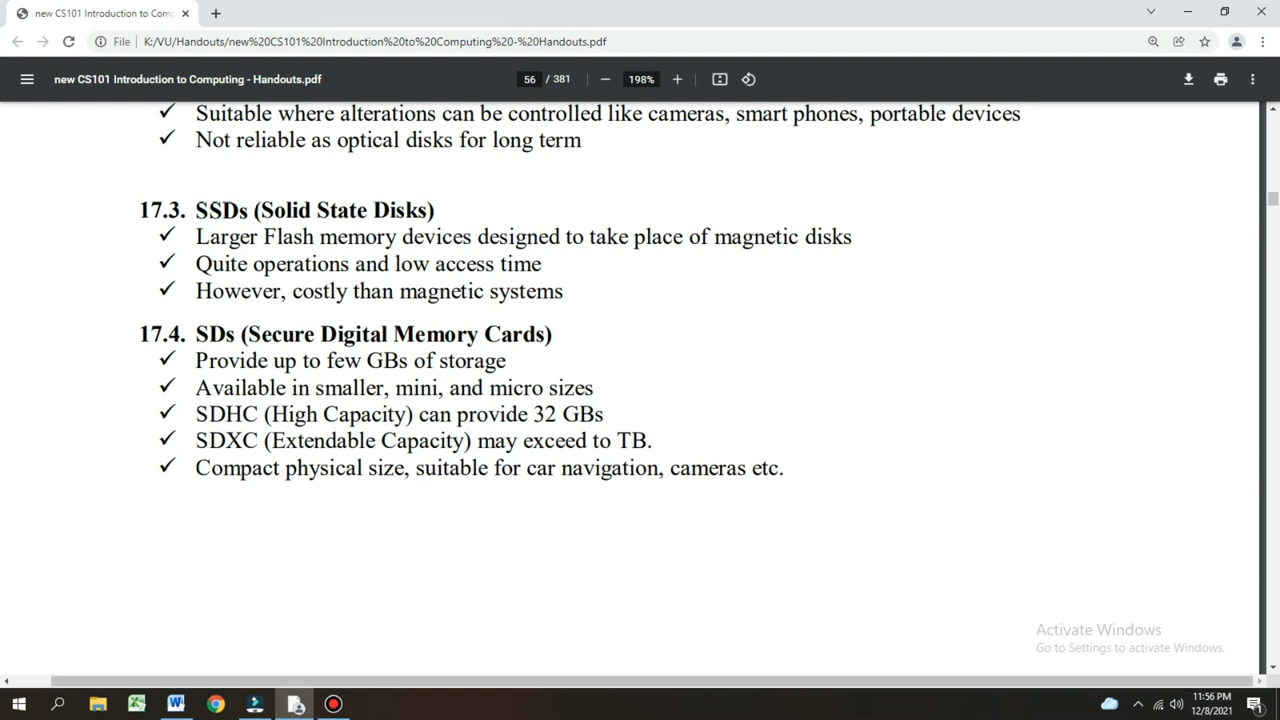 new CS101 Introduction to Comp
File K:/VU/Handouts/new%20CS101%20Introduction%20to%20Computing%20-%20Handouts.pdf
new CS101 Introduction to Computing - Handouts.pdf
56 / 381
198%
✓ Suitable where alterations can be controlled like cameras, smart phones, portable devices
✓ Not reliable as optical disks for long term
17.3. SSDs (Solid State Disks)
✓ Larger Flash memory devices designed to take place of magnetic disks
✓ Quite operations and low access time
✓ However, costly than magnetic systems
17.4. SDs (Secure Digital Memory Cards)
✓ Provide up to few GBs of storage
✓ Available in smaller, mini, and micro sizes
✓ SDHC (High Capacity) can provide 32 GBs
✓ SDXC (Extendable Capacity) may exceed to TB.
✓ Compact physical size, suitable for car navigation, cameras etc.
Activate Windows
Go to Settings to activate Windows.
11:56 PM
12/8/2021